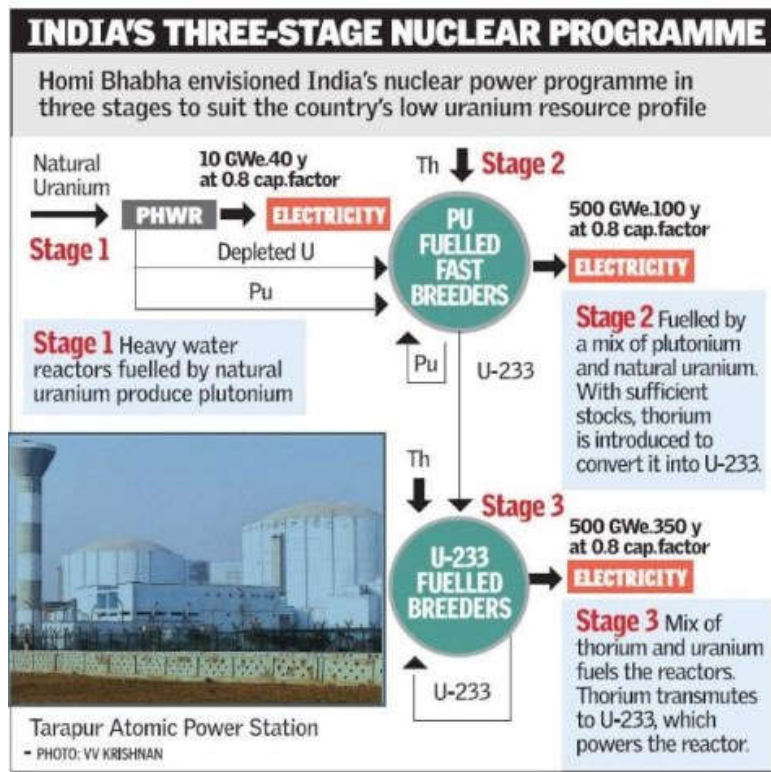 INDIA'S THREE-STAGE NUCLEAR PROGRAMME
Homi Bhabha envisioned India's nuclear power programme in
three stages to suit the country's low uranium resource profile
Natural
Uranium
Stage 1
PHWR
10 GWe.40 y
at 0.8 cap.factor
ELECTRICITY
Depleted U
Pu
Th
Stage 2
PU
FUELLED
FAST
BREEDERS
500 GWe.100 y
at 0.8 cap.factor
ELECTRICITY
Pu
U-233
Stage 1 Heavy water
reactors fuelled by natural
uranium produce plutonium
Stage 2 Fuelled by
a mix of plutonium
and natural uranium.
With sufficient
stocks, thorium
is introduced to
convert it into U-233.
Th
Stage 3
U-233
FUELLED
BREEDERS
500 GWe.350 y
at 0.8 cap.factor
ELECTRICITY
U-233
Stage 3 Mix of
thorium and uranium
fuels the reactors.
Thorium transmutes
to U-233, which
powers the reactor.
Tarapur Atomic Power Station
- PHOTO: VV KRISHNAN